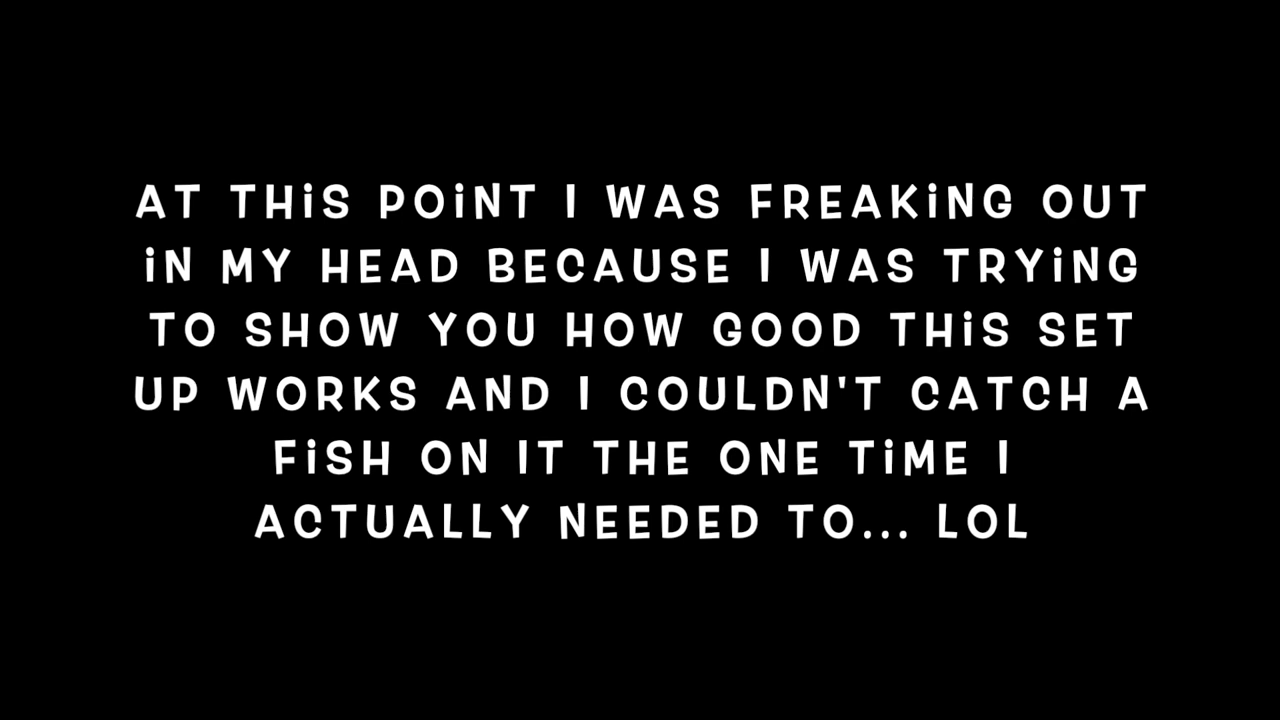 AT THiS POiNT I WAS FREAKiNG OUT
iN MY HEAD BECAUSE I WAS TRYiNG
TO SHOW YOU HOW GOOD THiS SET
UP WORKS AND I COULDN'T CATCH A
FiSH ON IT THE ONE TiME I
ACTUALLY NEEDED TO... LOL